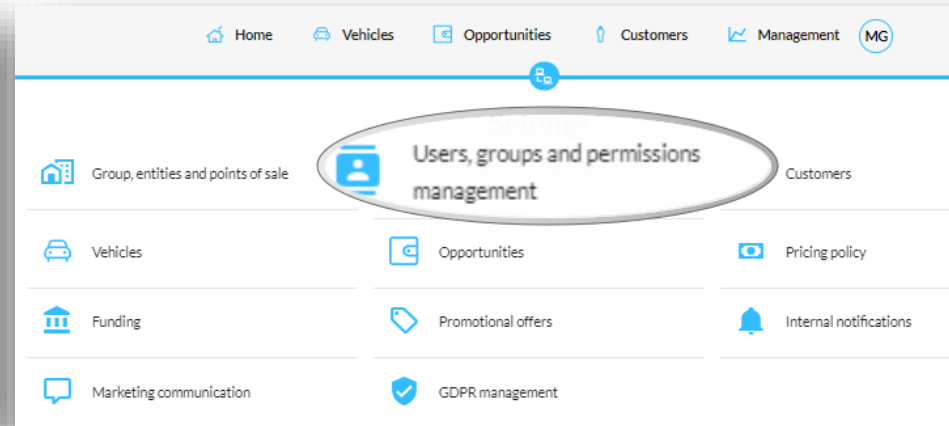 Home Vehicles Opportunities Customers Management MG
Settings
Group, entities and points of sale Users, groups and permissions management Customers
Vehicles Opportunities Pricing policy
Funding Promotional offers Internal notifications
Marketing communication GDPR management